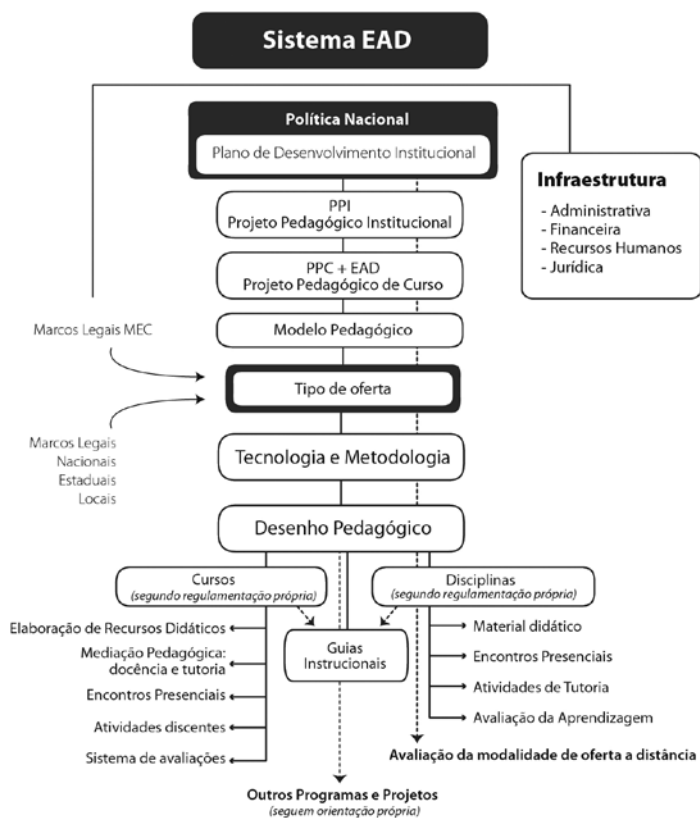 Sistema EAD
Política Nacional
Plano de Desenvolvimento Institucional
Infraestrutura
- Administrativa
- Financeira
- Recursos Humanos
- Jurídica
PPI
Projeto Pedagógico Institucional
PPC + EAD
Projeto Pedagógico de Curso
Modelo Pedagógico
Marcos Legais MEC
Tipo de oferta
Marcos Legais
Nacionais
Estaduais
Locais
Tecnologia e Metodologia
Desenho Pedagógico
Cursos
(segundo regulamentação própria)
Disciplinas
(segundo regulamentação própria)
Elaboração de Recursos Didáticos
Mediação Pedagógica:
docência e tutoria
Encontros Presenciais
Atividades discentes
Sistema de avaliações
Guias
Instrucionais
Material didático
Encontros Presenciais
Atividades de Tutoria
Avaliação da Aprendizagem
Avaliação da modalidade de oferta a distância
Outros Programas e Projetos
(seguem orientação própria)